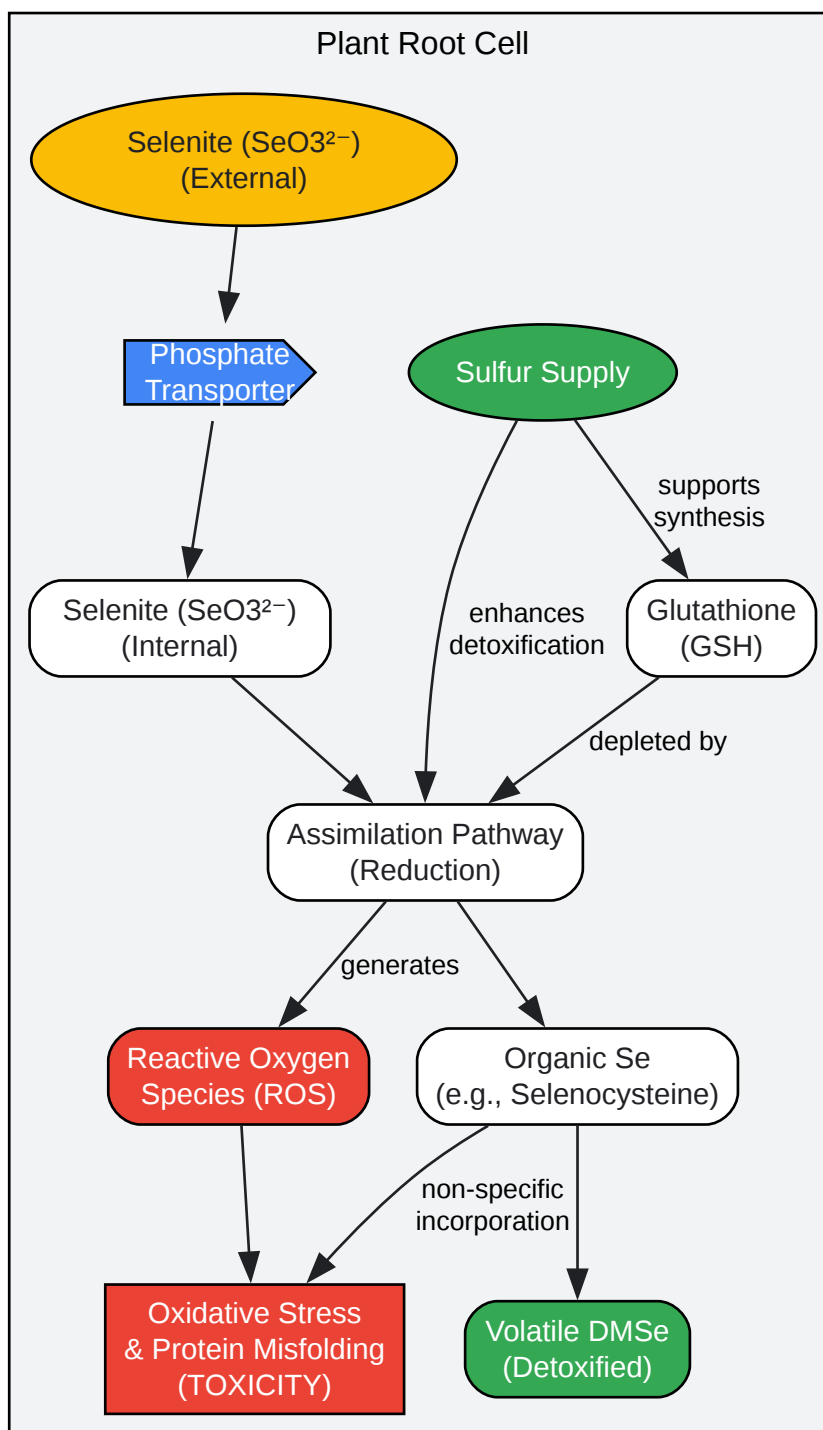 Plant Root Cell
Selenite (SeO3²⁻)
(External)
Phosphate
Transporter
Sulfur Supply
supports
synthesis
Selenite (SeO3²⁻)
(Internal)
enhances
detoxification
Glutathione
(GSH)
depleted by
Assimilation Pathway
(Reduction)
generates
Reactive Oxygen
Species (ROS)
Organic Se
(e.g., Selenocysteine)
non-specific
incorporation
Oxidative Stress
& Protein Misfolding
(TOXICITY)
Volatile DMSe
(Detoxified)